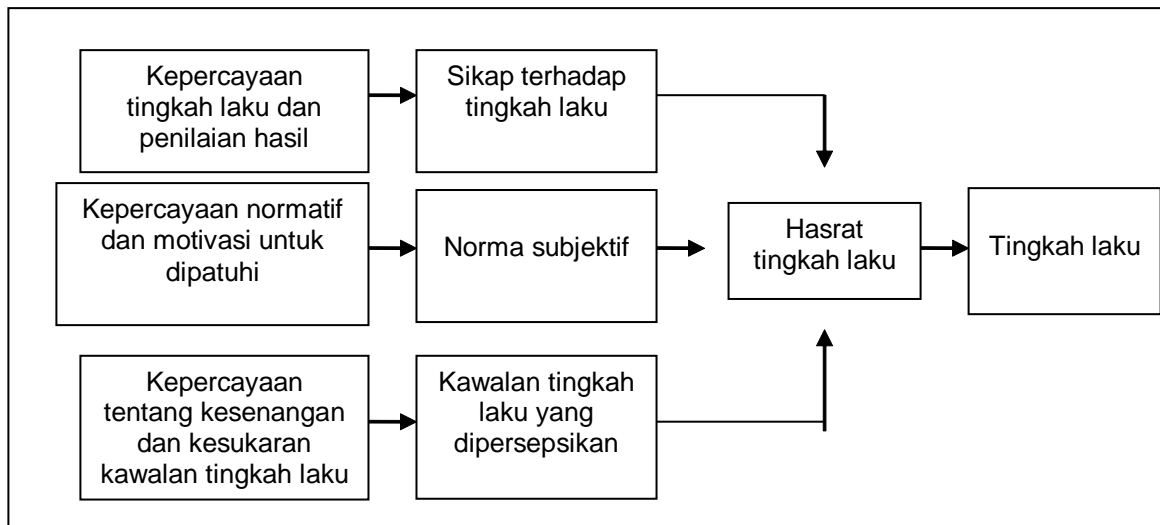 Kepercayaan
tingkah laku dan
penilaian hasil
Sikap terhadap
tingkah laku
Kepercayaan normatif
dan motivasi untuk
dipatuhi
Norma subjektif
Hasrat
tingkah laku
Tingkah laku
Kepercayaan
tentang kesenangan
dan kesukaran
kawalan tingkah laku
Kawalan tingkah
laku yang
dipersepsikan